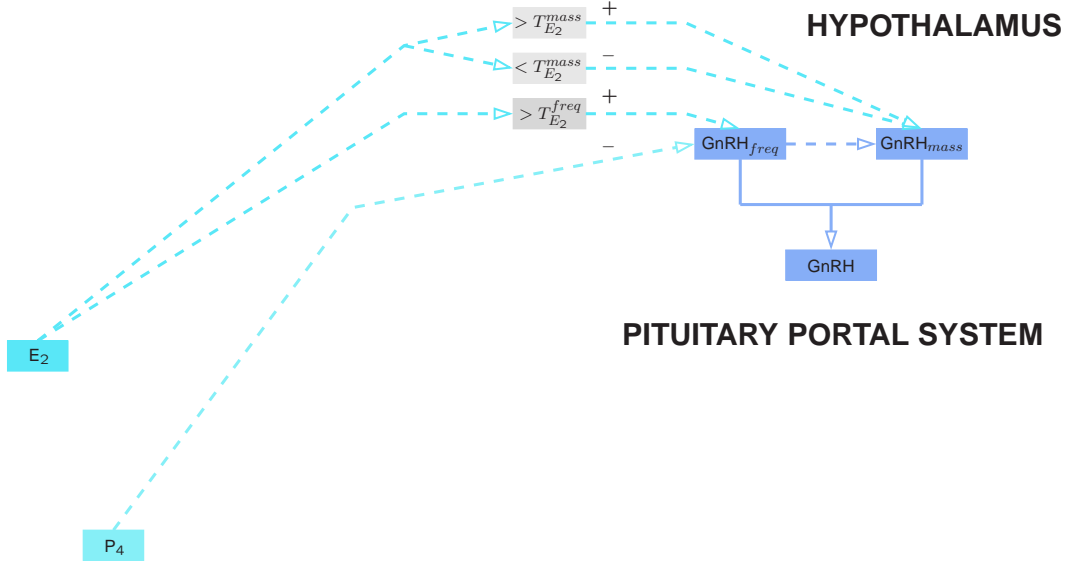 +
> T_{E_2}^{mass}
HYPOTHALAMUS
−
< T_{E_2}^{mass}
+
> T_{E_2}^{freq}
−
GnRH_{freq}
GnRH_{mass}
GnRH
PITUITARY PORTAL SYSTEM
E_2
P_4